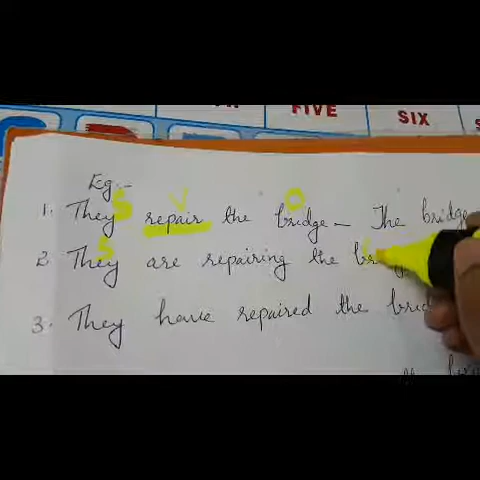 FIVE
SIX
Eg:-
S V O
1. They repair the bridge - The bridge
S
2. They are repairing the
3. They have repaired the